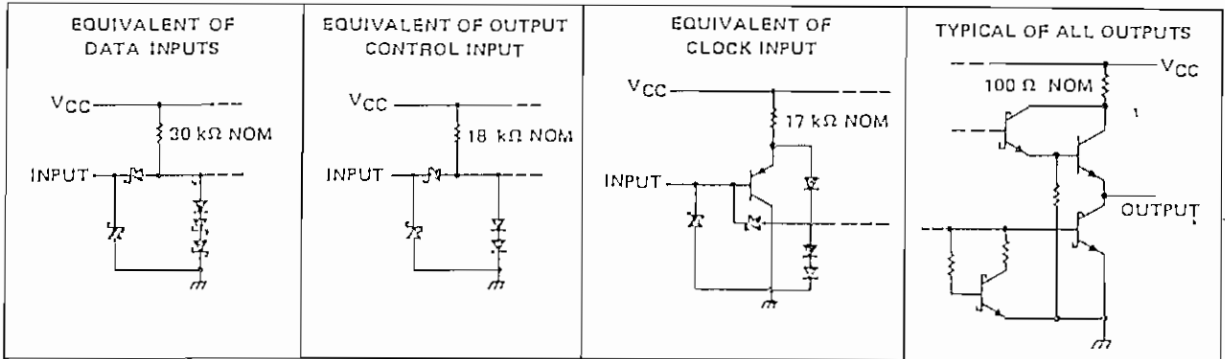 EQUIVALENT OF
DATA INPUTS
VCC
30 kΩ NOM
INPUT
EQUIVALENT OF OUTPUT
CONTROL INPUT
VCC
18 kΩ NOM
INPUT
EQUIVALENT OF
CLOCK INPUT
VCC
17 kΩ NOM
INPUT
TYPICAL OF ALL OUTPUTS
VCC
100 Ω NOM
OUTPUT